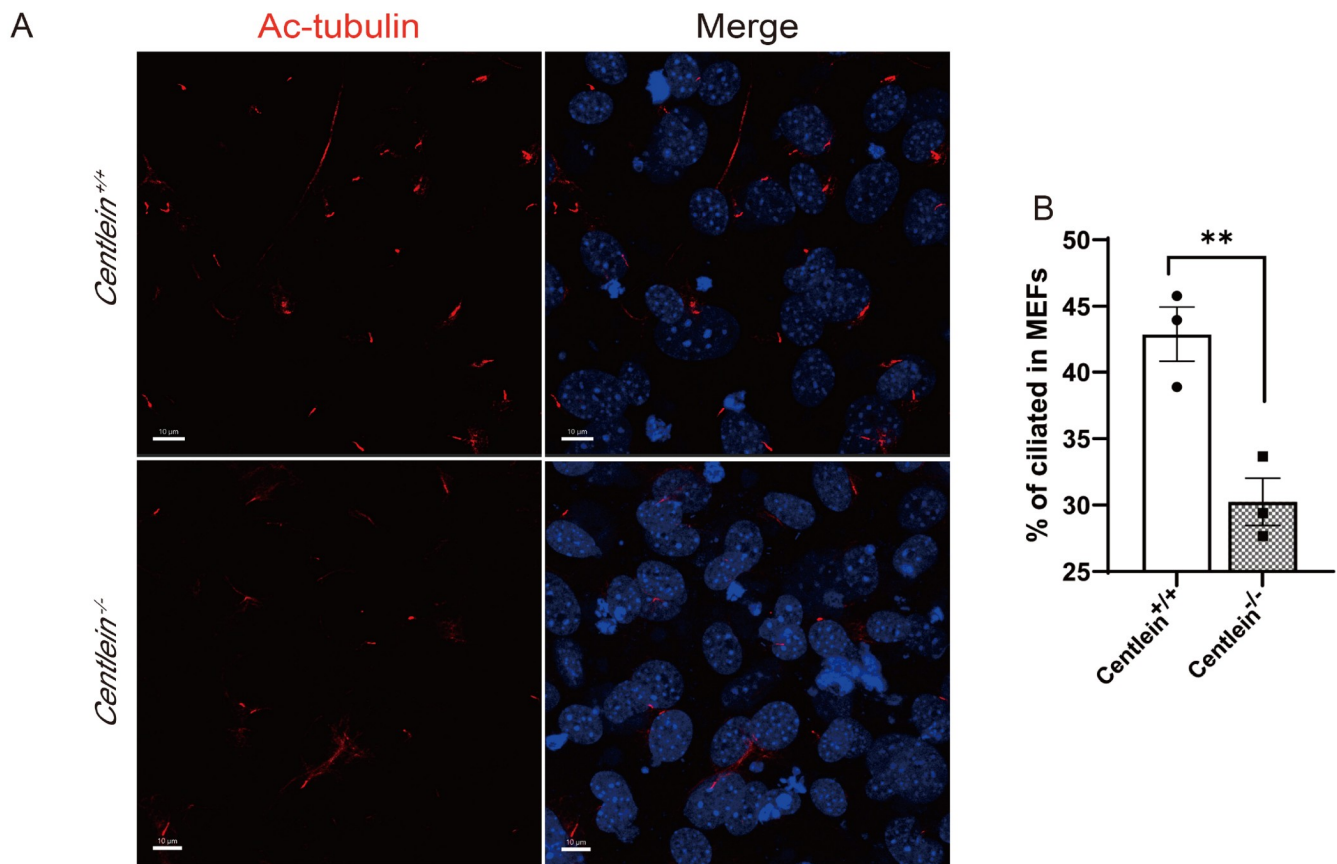 A
Ac-tubulin
Merge
Centlein+/+
10 μm
10 μm
Centlein-/-
10 μm
10 μm
B
**
% of ciliated in MEFs
50
45
40
35
30
25
Centlein+/+
Centlein-/-